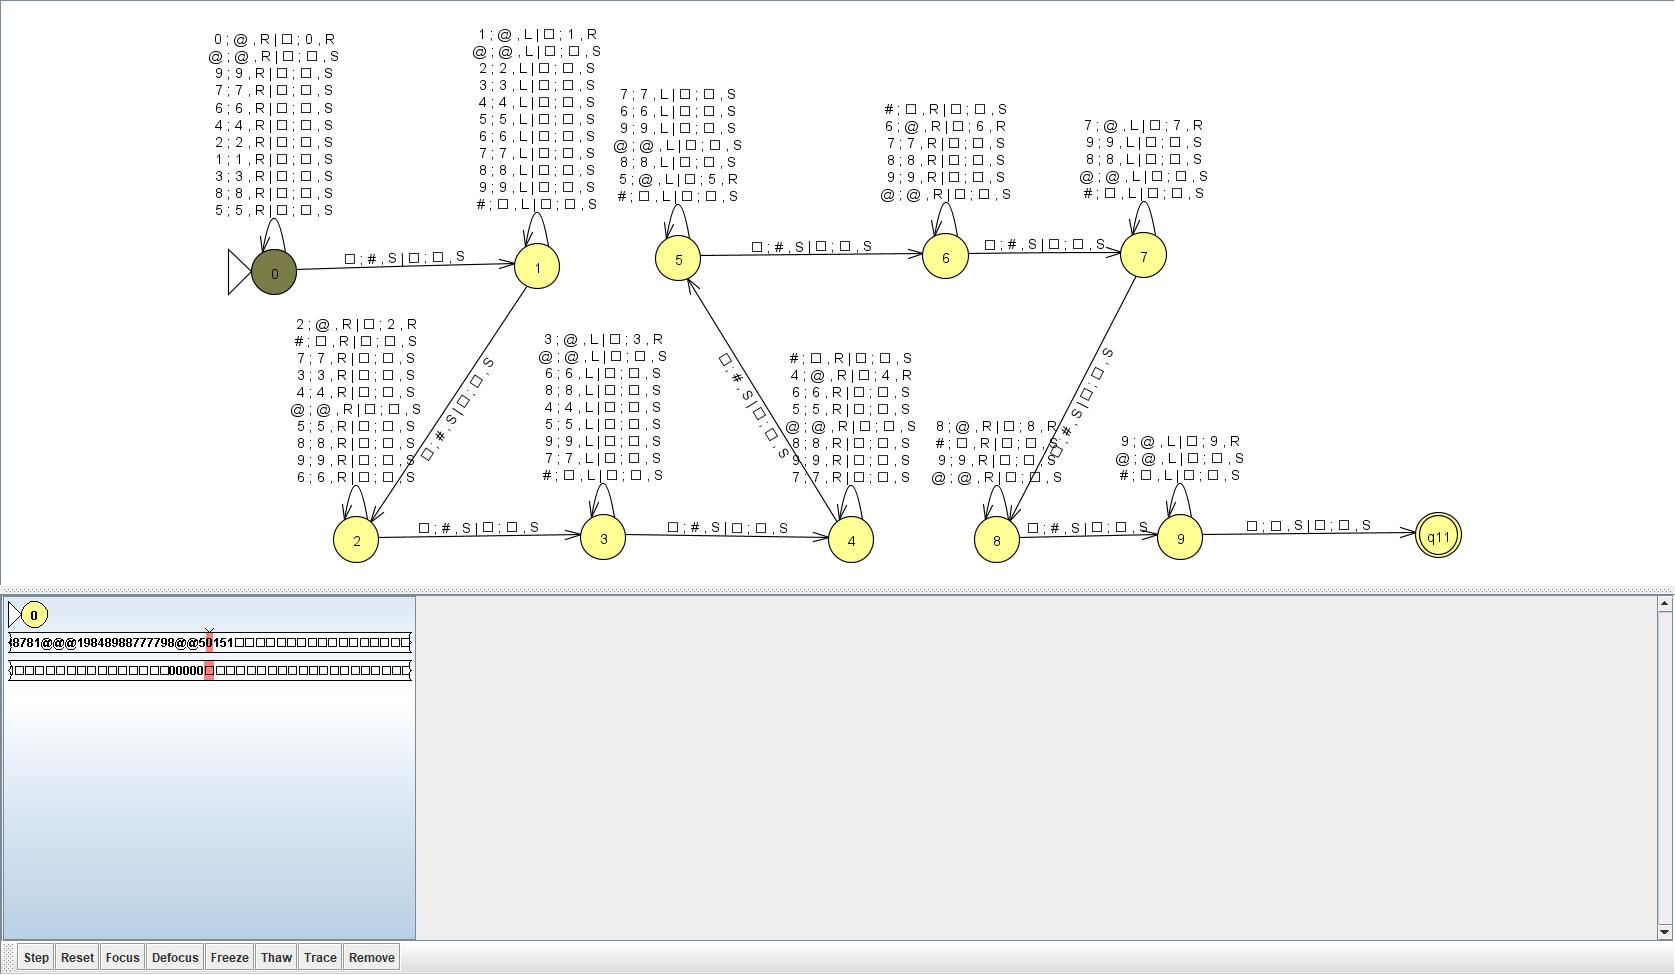 0;@,R|□;0,R
@;@,R|□;□,S
9;9,R|□;□,S
7;7,R|□;□,S
6;6,R|□;□,S
4;4,R|□;□,S
2;2,R|□;□,S
1;1,R|□;□,S
3;3,R|□;□,S
8;8,R|□;□,S
5;5,R|□;□,S
0
□;#,S|□;□,S
1;@,L|□;1,R
@;@,L|□;□,S
2;2,L|□;□,S
3;3,L|□;□,S
4;4,L|□;□,S
5;5,L|□;□,S
6;6,L|□;□,S
7;7,L|□;□,S
8;8,L|□;□,S
9;9,L|□;□,S
#;□,L|□;□,S
1
7;7,L|□;□,S
6;6,L|□;□,S
9;9,L|□;□,S
@;@,L|□;□,S
8;8,L|□;□,S
5;@,L|□;5,R
#;□,L|□;□,S
5
□;#,S|□;□,S
#;□,R|□;□,S
6;@,R|□;6,R
7;7,R|□;□,S
8;8,R|□;□,S
9;9,R|□;□,S
@;@,R|□;□,S
6
□;#,S|□;□,S
7;@,L|□;7,R
9;9,L|□;□,S
8;8,L|□;□,S
@;@,L|□;□,S
#;□,L|□;□,S
7
2;@,R|□;2,R
#;□,R|□;□,S
7;7,R|□;□,S
3;3,R|□;□,S
4;4,R|□;□,S
@;@,R|□;□,S
5;5,R|□;□,S
8;8,R|□;□,S
9;9,R|□;□,S
6;6,R|□;□,S
□;#,S|□;□,S
2
□;#,S|□;□,S
3;@,L|□;3,R
@;@,L|□;□,S
6;6,L|□;□,S
8;8,L|□;□,S
4;4,L|□;□,S
5;5,L|□;□,S
9;9,L|□;□,S
7;7,L|□;□,S
#;□,L|□;□,S
3
□;#,S|□;□,S
□;#,S|□;□,S
#;□,R|□;□,S
4;@,R|□;4,R
6;6,R|□;□,S
5;5,R|□;□,S
@;@,R|□;□,S
8;8,R|□;□,S
9;9,R|□;□,S
7;7,R|□;□,S
4
8;@,R|□;8,R
#;□,R|□;□,S
9;9,R|□;□,S
@;@,R|□;□,S
□;#,S|□;□,S
8
□;#,S|□;□,S
9;@,L|□;9,R
@;@,L|□;□,S
#;□,L|□;□,S
9
□;□,S|□;□,S
q11
0
8781@@@19848988777798@@50151□□□□□□□□□□□□□□□□□
□□□□□□□□□□□□□□□00000□□□□□□□□□□□□□□□□□□□
Step Reset Focus Defocus Freeze Thaw Trace Remove